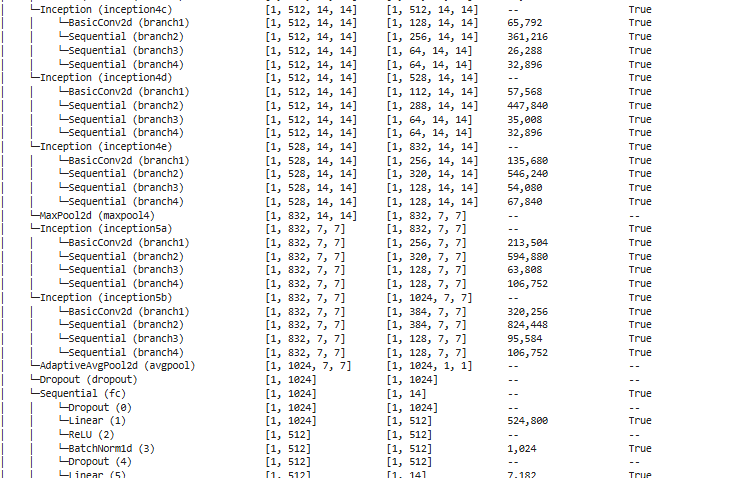 └─Inception (inception4c) [1, 512, 14, 14] [1, 512, 14, 14] -- True
└─BasicConv2d (branch1) [1, 512, 14, 14] [1, 128, 14, 14] 65,792 True
└─Sequential (branch2) [1, 512, 14, 14] [1, 256, 14, 14] 361,216 True
└─Sequential (branch3) [1, 512, 14, 14] [1, 64, 14, 14] 26,288 True
└─Sequential (branch4) [1, 512, 14, 14] [1, 64, 14, 14] 32,896 True
└─Inception (inception4d) [1, 512, 14, 14] [1, 528, 14, 14] -- True
└─BasicConv2d (branch1) [1, 512, 14, 14] [1, 112, 14, 14] 57,568 True
└─Sequential (branch2) [1, 512, 14, 14] [1, 288, 14, 14] 447,840 True
└─Sequential (branch3) [1, 512, 14, 14] [1, 64, 14, 14] 35,008 True
└─Sequential (branch4) [1, 512, 14, 14] [1, 64, 14, 14] 32,896 True
└─Inception (inception4e) [1, 528, 14, 14] [1, 832, 14, 14] -- True
└─BasicConv2d (branch1) [1, 528, 14, 14] [1, 256, 14, 14] 135,680 True
└─Sequential (branch2) [1, 528, 14, 14] [1, 320, 14, 14] 546,240 True
└─Sequential (branch3) [1, 528, 14, 14] [1, 128, 14, 14] 54,080 True
└─Sequential (branch4) [1, 528, 14, 14] [1, 128, 14, 14] 67,840 True
└─MaxPool2d (maxpool4) [1, 832, 14, 14] [1, 832, 7, 7] -- --
└─Inception (inception5a) [1, 832, 7, 7] [1, 832, 7, 7] -- True
└─BasicConv2d (branch1) [1, 832, 7, 7] [1, 256, 7, 7] 213,504 True
└─Sequential (branch2) [1, 832, 7, 7] [1, 320, 7, 7] 594,880 True
└─Sequential (branch3) [1, 832, 7, 7] [1, 128, 7, 7] 63,808 True
└─Sequential (branch4) [1, 832, 7, 7] [1, 128, 7, 7] 106,752 True
└─Inception (inception5b) [1, 832, 7, 7] [1, 1024, 7, 7] -- True
└─BasicConv2d (branch1) [1, 832, 7, 7] [1, 384, 7, 7] 320,256 True
└─Sequential (branch2) [1, 832, 7, 7] [1, 384, 7, 7] 824,448 True
└─Sequential (branch3) [1, 832, 7, 7] [1, 128, 7, 7] 95,584 True
└─Sequential (branch4) [1, 832, 7, 7] [1, 128, 7, 7] 106,752 True
└─AdaptiveAvgPool2d (avgpool) [1, 1024, 7, 7] [1, 1024, 1, 1] -- --
└─Dropout (dropout) [1, 1024] [1, 1024] -- --
└─Sequential (fc) [1, 1024] [1, 14] -- True
└─Dropout (0) [1, 1024] [1, 1024] -- --
└─Linear (1) [1, 1024] [1, 512] 524,800 True
└─ReLU (2) [1, 512] [1, 512] -- --
└─BatchNorm1d (3) [1, 512] [1, 512] 1,024 True
└─Dropout (4) [1, 512] [1, 512] -- --
└─Linear (5) [1, 512] [1, 14] 7,182 True